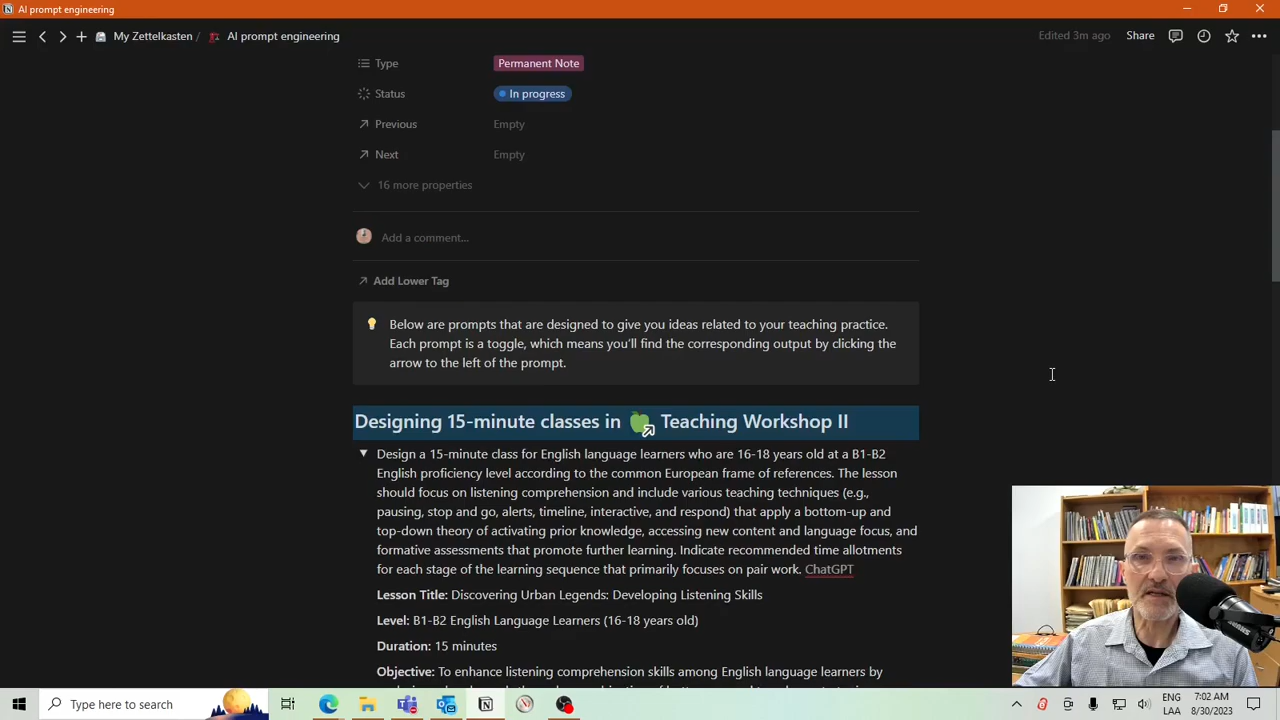 AI prompt engineering
My Zettelkasten / AI prompt engineering
Edited 3m ago Share
Type Permanent Note
Status In progress
Previous Empty
Next Empty
16 more properties
Add a comment...
Add Lower Tag
Below are prompts that are designed to give you ideas related to your teaching practice.
Each prompt is a toggle, which means you'll find the corresponding output by clicking the
arrow to the left of the prompt.
Designing 15-minute classes in Teaching Workshop II
Design a 15-minute class for English language learners who are 16-18 years old at a B1-B2
English proficiency level according to the common European frame of references. The lesson
should focus on listening comprehension and include various teaching techniques (e.g.,
pausing, stop and go, alerts, timeline, interactive, and respond) that apply a bottom-up and
top-down theory of activating prior knowledge, accessing new content and language focus, and
formative assessments that promote further learning. Indicate recommended time allotments
for each stage of the learning sequence that primarily focuses on pair work. ChatGPT
Lesson Title: Discovering Urban Legends: Developing Listening Skills
Level: B1-B2 English Language Learners (16-18 years old)
Duration: 15 minutes
Objective: To enhance listening comprehension skills among English language learners by
Type here to search
ENG
LAA
7:02 AM
8/30/2023